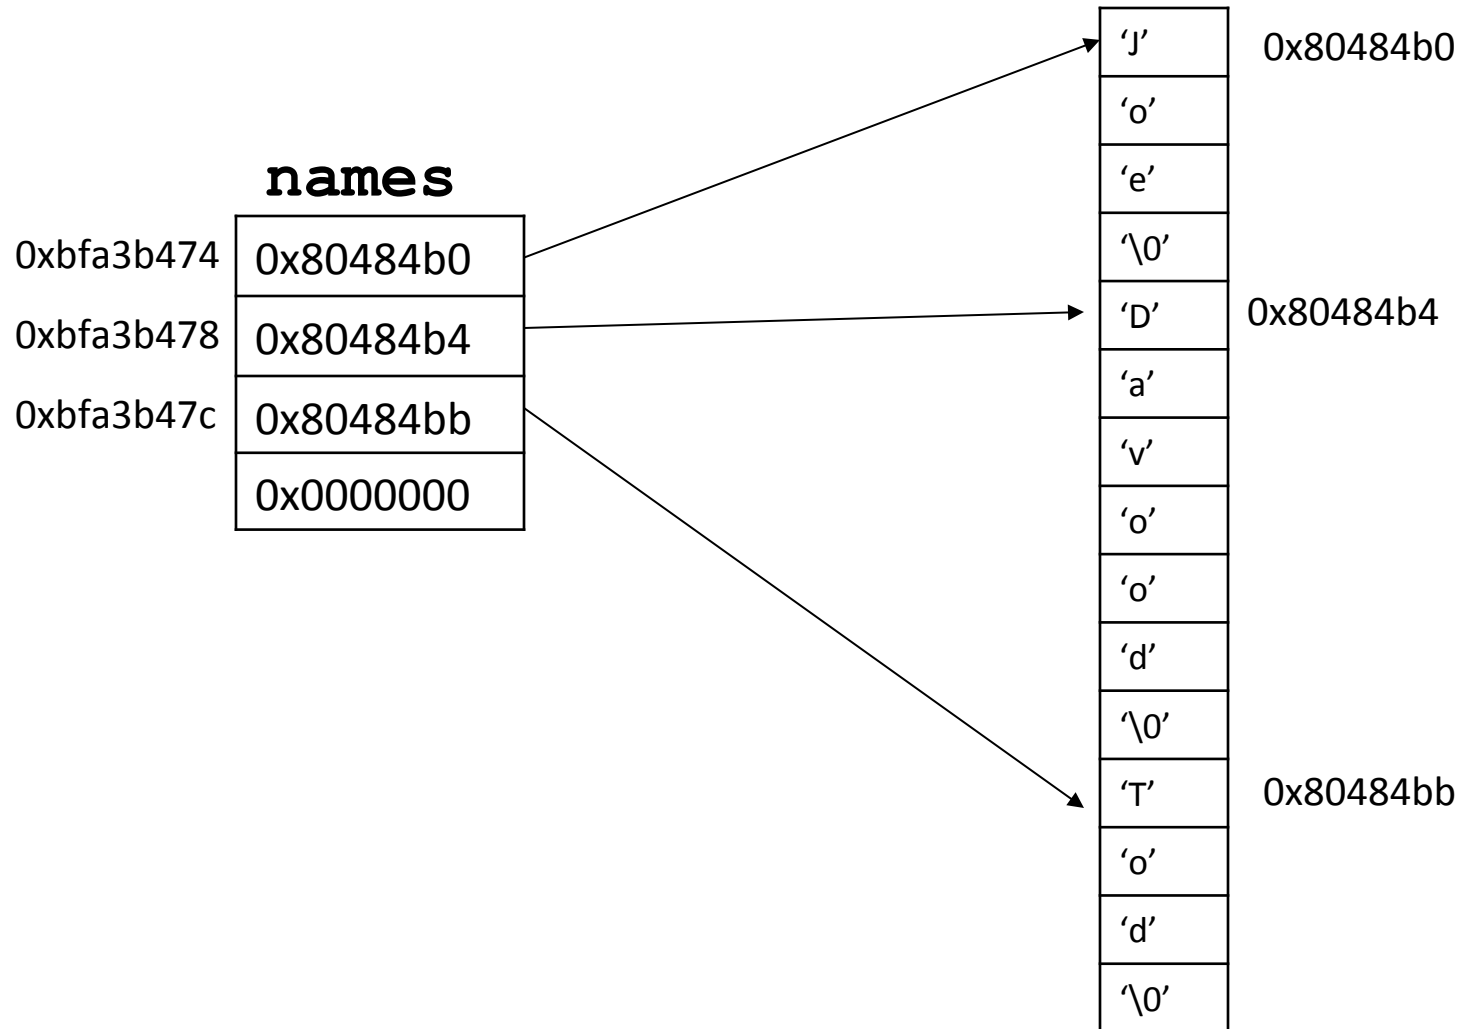 names
0xbfa3b474 0x80484b0
0xbfa3b478 0x80484b4
0xbfa3b47c 0x80484bb
0x0000000
‘J’ 0x80484b0
‘o’
‘e’
‘\0’
‘D’ 0x80484b4
‘a’
‘v’
‘o’
‘o’
‘d’
‘\0’
‘T’ 0x80484bb
‘o’
‘d’
‘\0’